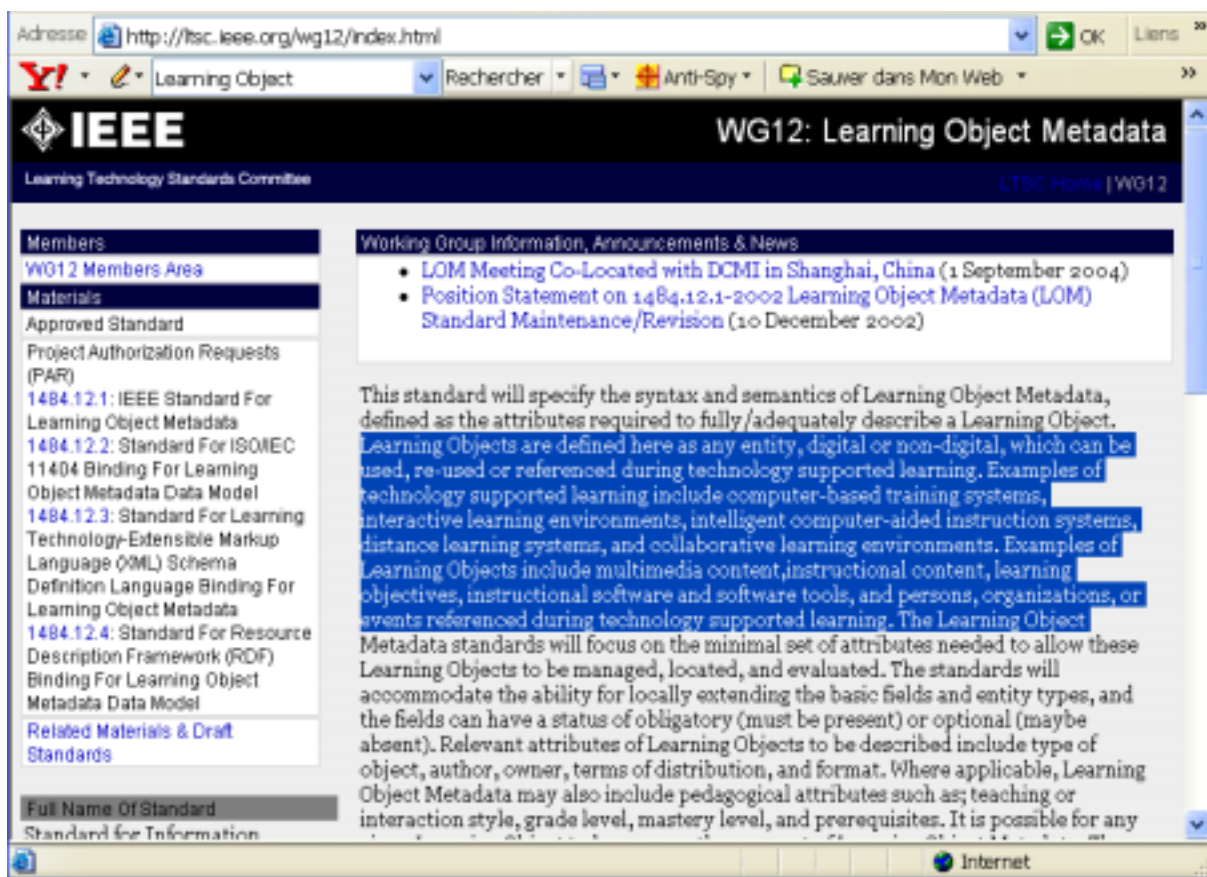 Adresse http://ltsc.ieee.org/wg12/index.html OK Liens »
Y! Learning Object Rechercher Anti-Spy Sauver dans Mon Web »
IEEE WG12: Learning Object Metadata
Learning Technology Standards Committee LTSC Home | WG12
Members
WG12 Members Area
Materials
Approved Standard
Project Authorization Requests
(PAR)
1484.12.1: IEEE Standard For
Learning Object Metadata
1484.12.2: Standard For ISO/IEC
11404 Binding For Learning
Object Metadata Data Model
1484.12.3: Standard For Learning
Technology-Extensible Markup
Language (XML) Schema
Definition Language Binding For
Learning Object Metadata
1484.12.4: Standard For Resource
Description Framework (RDF)
Binding For Learning Object
Metadata Data Model
Related Materials & Draft
Standards
Full Name Of Standard
Standard for Information
Working Group Information, Announcements & News
• LOM Meeting Co-Located with DCMI in Shanghai, China (1 September 2004)
• Position Statement on 1484.12.1-2002 Learning Object Metadata (LOM)
Standard Maintenance/Revision (10 December 2002)
This standard will specify the syntax and semantics of Learning Object Metadata,
defined as the attributes required to fully/adequately describe a Learning Object.
Learning Objects are defined here as any entity, digital or non-digital, which can be
used, re-used or referenced during technology supported learning. Examples of
technology supported learning include computer-based training systems,
interactive learning environments, intelligent computer-aided instruction systems,
distance learning systems, and collaborative learning environments. Examples of
Learning Objects include multimedia content,instructional content, learning
objectives, instructional software and software tools, and persons, organizations, or
events referenced during technology supported learning. The Learning Object
Metadata standards will focus on the minimal set of attributes needed to allow these
Learning Objects to be managed, located, and evaluated. The standards will
accommodate the ability for locally extending the basic fields and entity types, and
the fields can have a status of obligatory (must be present) or optional (maybe
absent). Relevant attributes of Learning Objects to be described include type of
object, author, owner, terms of distribution, and format. Where applicable, Learning
Object Metadata may also include pedagogical attributes such as; teaching or
interaction style, grade level, mastery level, and prerequisites. It is possible for any
Internet